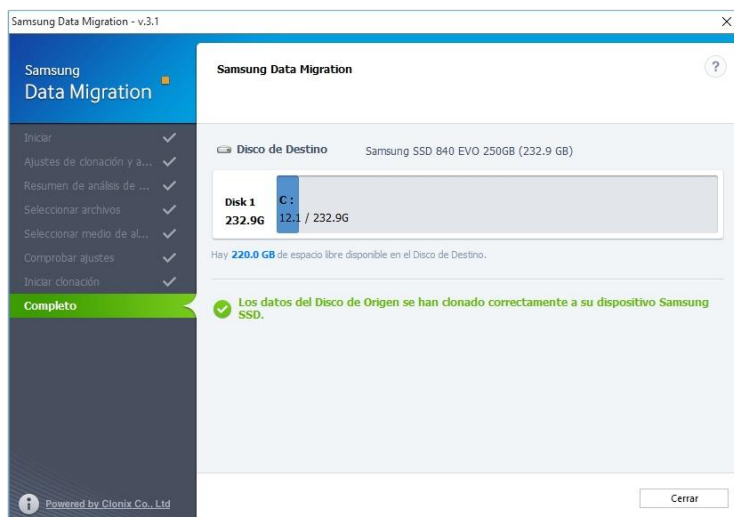 Samsung Data Migration - v.3.1
Samsung
Data Migration
Samsung Data Migration
?
Iniciar
Ajustes de clonación y a...
Resumen de análisis de ...
Seleccionar archivos
Seleccionar medio de al...
Comprobar ajustes
Iniciar clonación
Completo
Disco de Destino Samsung SSD 840 EVO 250GB (232.9 GB)
Disk 1
232.9G
C :
12.1 / 232.9G
Hay 220.0 GB de espacio libre disponible en el Disco de Destino.
Los datos del Disco de Origen se han clonado correctamente a su dispositivo Samsung
SSD.
Powered by Clonix Co., Ltd
Cerrar